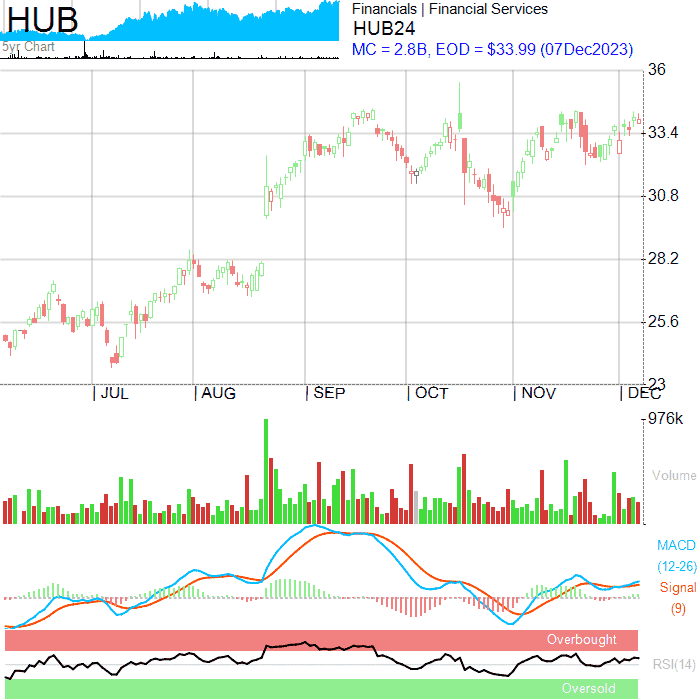 HUB
5yr Chart
Financials | Financial Services
HUB24
MC = 2.8B, EOD = $33.99 (07Dec2023)
36
33.4
30.8
28.2
25.6
23
JUL AUG SEP OCT NOV DEC
976k
Volume
MACD
(12-26)
Signal
(9)
Overbought
RSI(14)
Oversold